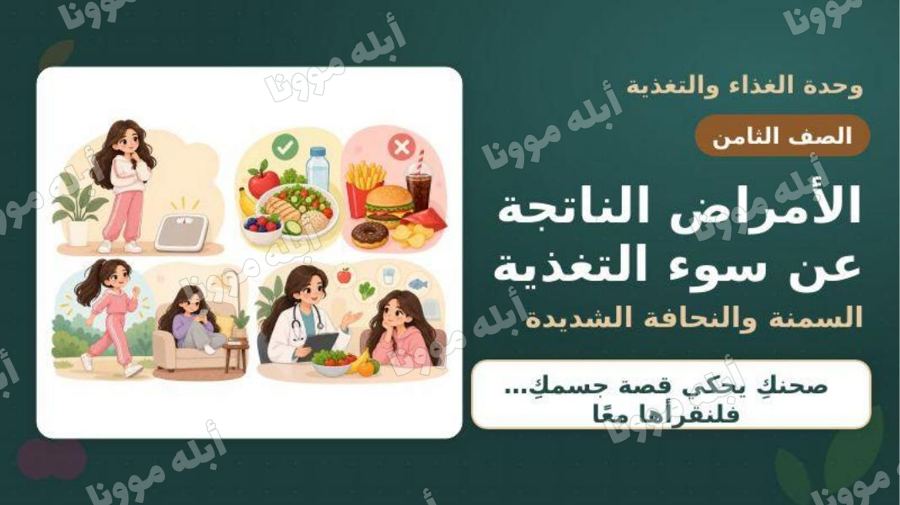 وحدة الغذاء والتغذية
الصف الثامن
الأمراض الناتجة
عن سوء التغذية
السمنة والنحافة الشديدة
صحنكِ يحكي قصة جسمكِ...
فلنقرأها معًا
أبله موونا